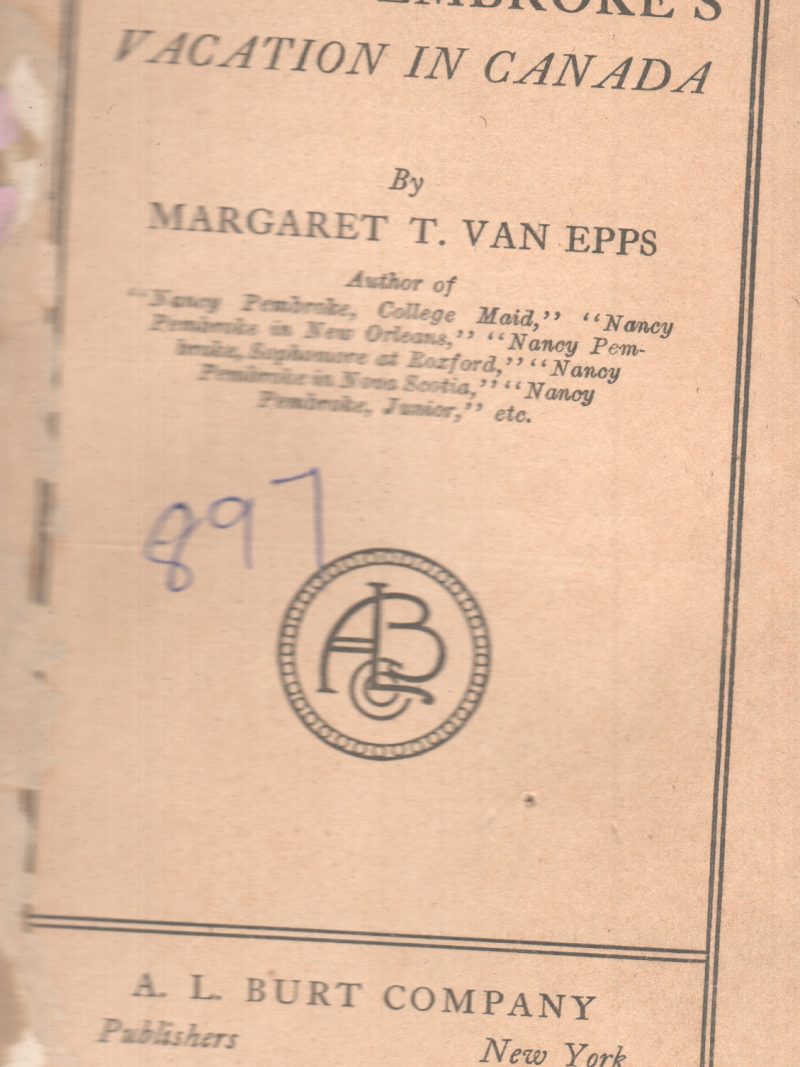 EMBROKE'S
VACATION IN CANADA
By
MARGARET T. VAN EPPS
Author of
"Nancy Pembroke, College Maid," "Nancy
Pembroke in New Orleans," "Nancy Pem-
broke, Sophomore at Roxford," "Nancy
Pembroke in Nova Scotia," "Nancy
Pembroke, Junior," etc.
897
ALBCo
A. L. BURT COMPANY
Publishers New York